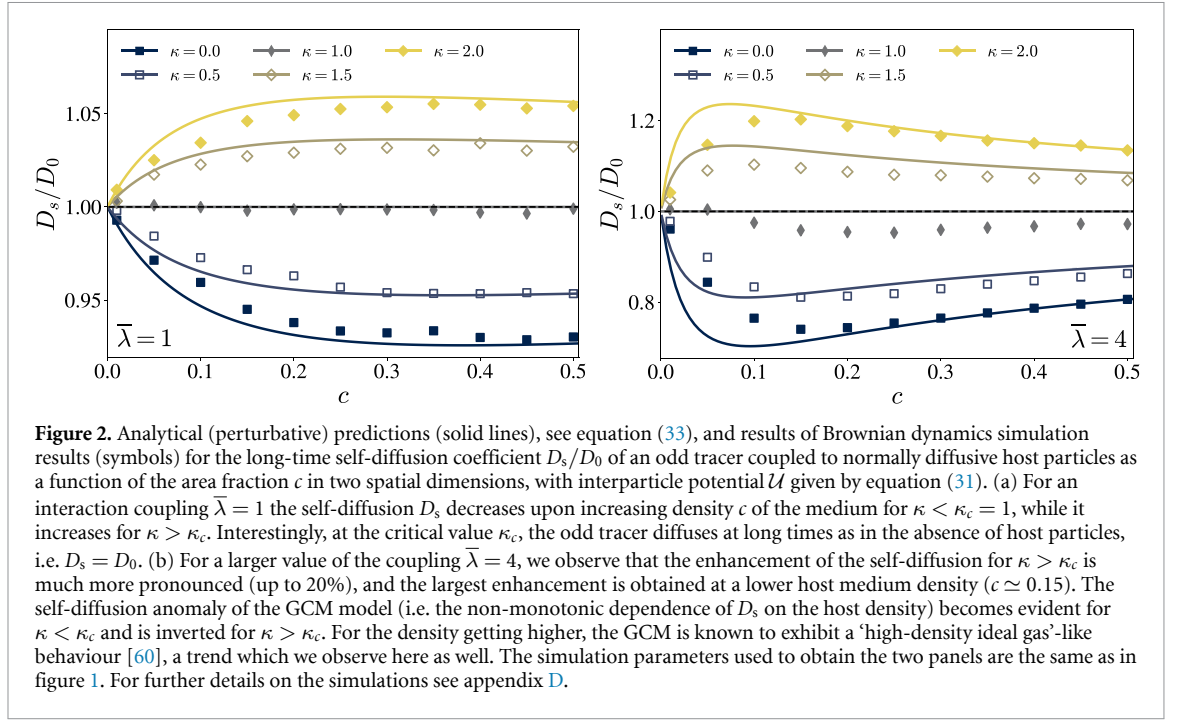 κ = 0.0
κ = 0.5
κ = 1.0
κ = 1.5
κ = 2.0
1.05
1.00
0.95
D_s/D_0
λ̅ = 1
0.0 0.1 0.2 0.3 0.4 0.5
c
κ = 0.0
κ = 0.5
κ = 1.0
κ = 1.5
κ = 2.0
1.2
1.0
0.8
D_s/D_0
λ̅ = 4
0.0 0.1 0.2 0.3 0.4 0.5
c
Figure 2. Analytical (perturbative) predictions (solid lines), see equation (33), and results of Brownian dynamics simulation
results (symbols) for the long-time self-diffusion coefficient D_s/D_0 of an odd tracer coupled to normally diffusive host particles as
a function of the area fraction c in two spatial dimensions, with interparticle potential 𝒰 given by equation (31). (a) For an
interaction coupling λ̅ = 1 the self-diffusion D_s decreases upon increasing density c of the medium for κ < κ_c = 1, while it
increases for κ > κ_c. Interestingly, at the critical value κ_c, the odd tracer diffuses at long times as in the absence of host particles,
i.e. D_s = D_0. (b) For a larger value of the coupling λ̅ = 4, we observe that the enhancement of the self-diffusion for κ > κ_c is
much more pronounced (up to 20%), and the largest enhancement is obtained at a lower host medium density (c ≃ 0.15). The
self-diffusion anomaly of the GCM model (i.e. the non-monotonic dependence of D_s on the host density) becomes evident for
κ < κ_c and is inverted for κ > κ_c. For the density getting higher, the GCM is known to exhibit a ‘high-density ideal gas’-like
behaviour [60], a trend which we observe here as well. The simulation parameters used to obtain the two panels are the same as in
figure 1. For further details on the simulations see appendix D.